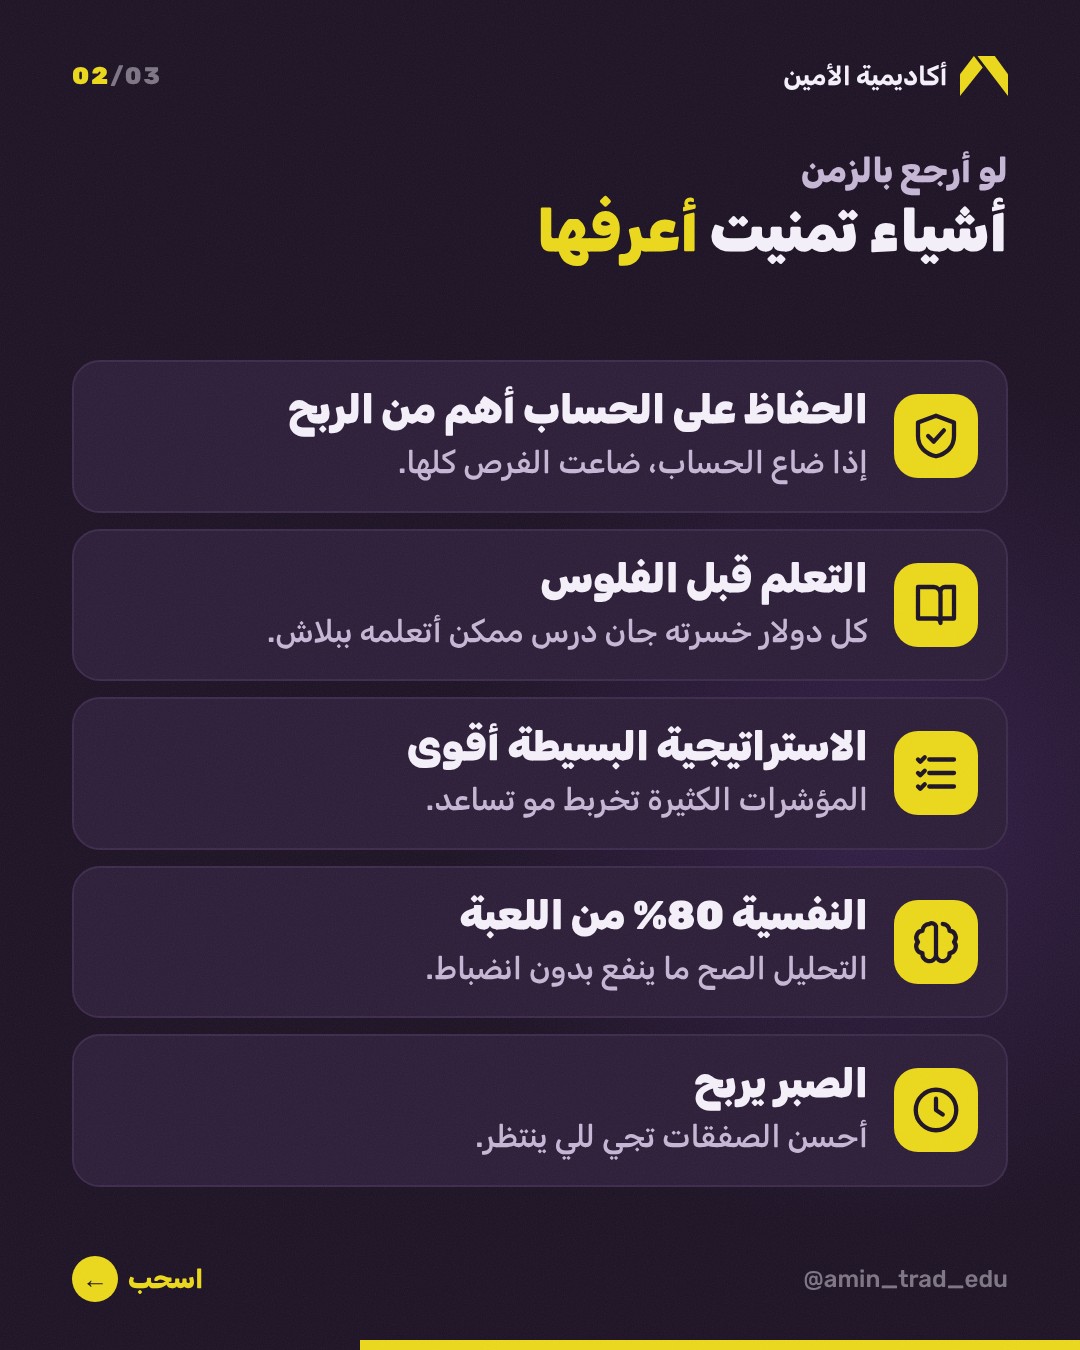 أكاديمية الأمين
02/03
لو أرجع بالزمن
أشياء تمنيت أعرفها
الحفاظ على الحساب أهم من الربح
إذا ضاع الحساب، ضاعت الفرص كلها.
التعلم قبل الفلوس
كل دولار خسرته جان درس ممكن أتعلمه ببلاش.
الاستراتيجية البسيطة أقوى
المؤشرات الكثيرة تخربط مو تساعد.
النفسية 80% من اللعبة
التحليل الصح ما ينفع بدون انضباط.
الصبر يربح
أحسن الصفقات تجي للي ينتظر.
@amin_trad_edu
اسحب ←